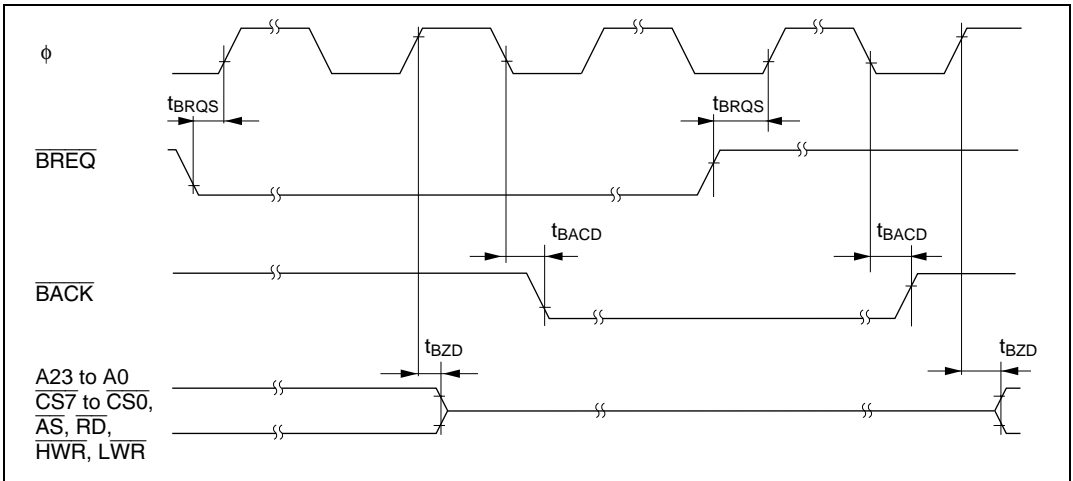 ϕ
tBRQS
tBRQS
BREQ
tBACD
tBACD
BACK
tBZD
tBZD
A23 to A0
CS7 to CS0,
AS, RD,
HWR, LWR